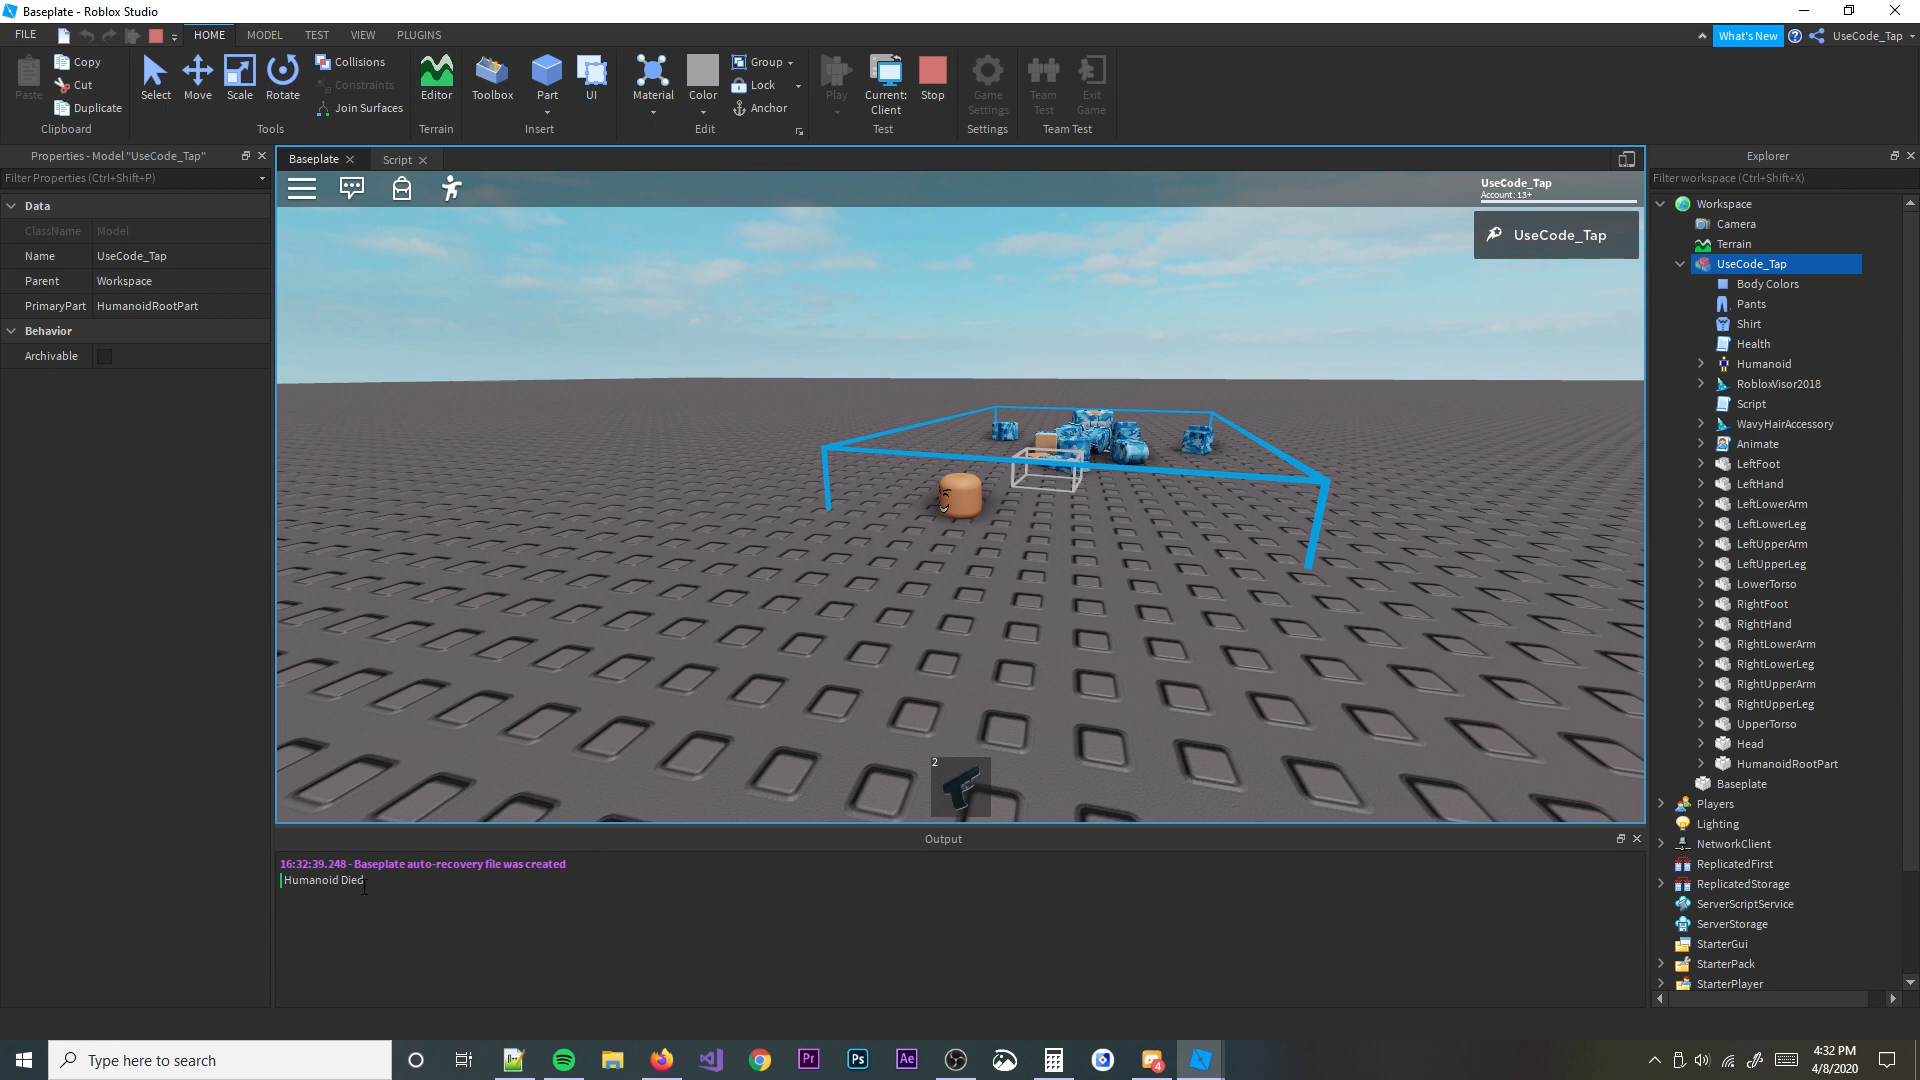 Baseplate - Roblox Studio
FILE
HOME
MODEL
TEST
VIEW
PLUGINS
What's New
UseCode_Tap
Paste
Copy
Cut
Duplicate
Clipboard
Select
Move
Scale
Rotate
Collisions
Constraints
Join Surfaces
Tools
Editor
Terrain
Toolbox
Part
UI
Insert
Material
Color
Group
Lock
Anchor
Edit
Play
Current:
Client
Stop
Test
Game
Settings
Settings
Team
Test
Exit
Game
Team Test
Properties - Model "UseCode_Tap"
Filter Properties (Ctrl+Shift+P)
Data
ClassName Model
Name UseCode_Tap
Parent Workspace
PrimaryPart HumanoidRootPart
Behavior
Archivable
Baseplate
Script
UseCode_Tap
Account: 13+
UseCode_Tap
2
Output
16:32:39.248 - Baseplate auto-recovery file was created
Humanoid Died
Explorer
Filter workspace (Ctrl+Shift+X)
Workspace
Camera
Terrain
UseCode_Tap
Body Colors
Pants
Shirt
Health
Humanoid
RobloxVisor2018
Script
WavyHairAccessory
Animate
LeftFoot
LeftHand
LeftLowerArm
LeftLowerLeg
LeftUpperArm
LeftUpperLeg
LowerTorso
RightFoot
RightHand
RightLowerArm
RightLowerLeg
RightUpperArm
RightUpperLeg
UpperTorso
Head
HumanoidRootPart
Baseplate
Players
Lighting
NetworkClient
ReplicatedFirst
ReplicatedStorage
ServerScriptService
ServerStorage
StarterGui
StarterPack
StarterPlayer
Type here to search
Pr
Ps
Ae
4
4:32 PM
4/8/2020